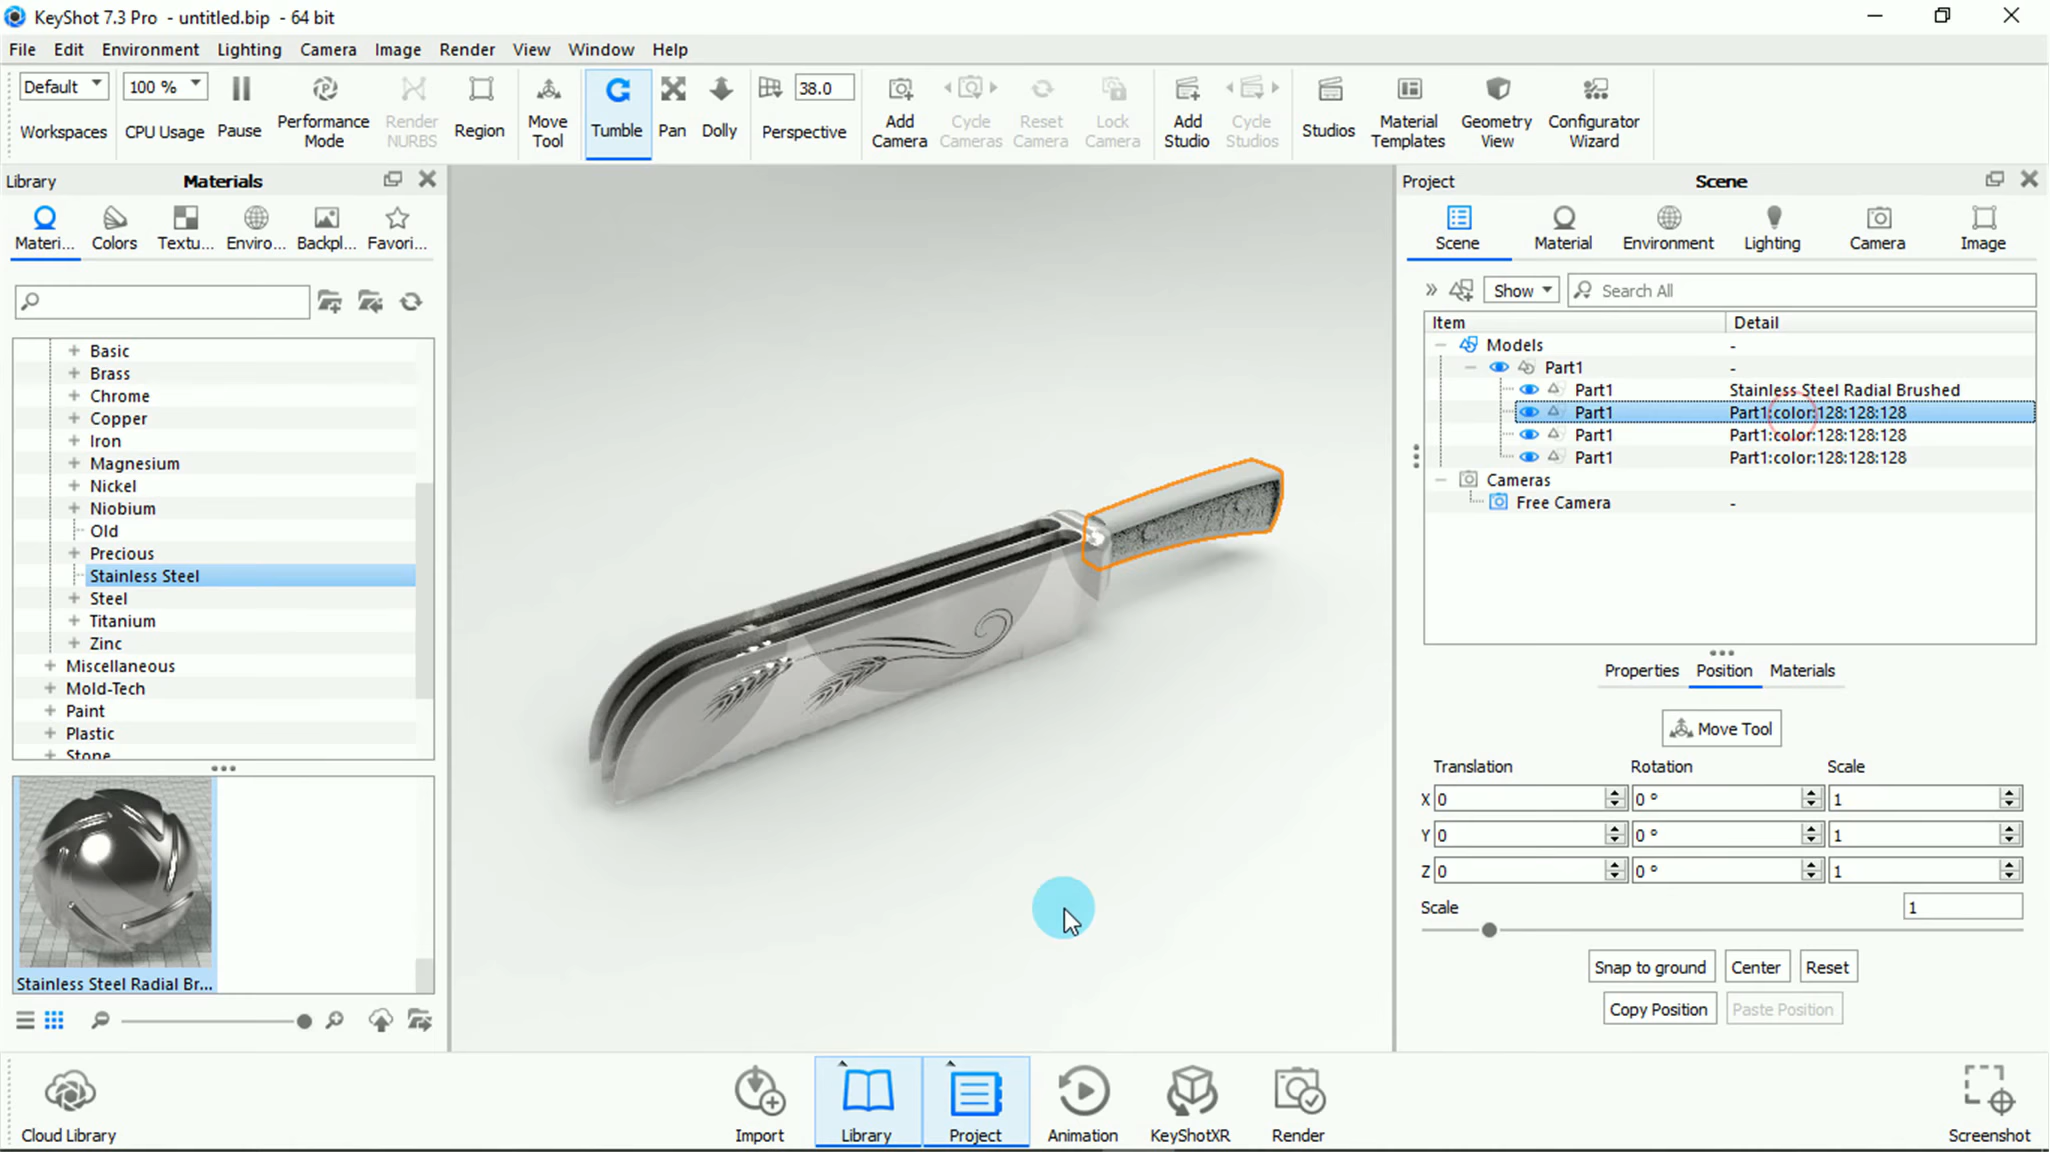 KeyShot 7.3 Pro - untitled.bip - 64 bit
File Edit Environment Lighting Camera Image Render View Window Help
Default 100 % 38.0
Workspaces CPU Usage Pause Performance Mode Render NURBS Region Move Tool Tumble Pan Dolly Perspective Add Camera Cycle Cameras Reset Camera Lock Camera Add Studio Cycle Studios Studios Material Templates Geometry View Configurator Wizard
Library Materials
Materi... Colors Textu... Enviro... Backpl... Favori...
Basic
Brass
Chrome
Copper
Iron
Magnesium
Nickel
Niobium
Old
Precious
Stainless Steel
Steel
Titanium
Zinc
Miscellaneous
Mold-Tech
Paint
Plastic
Stone
Stainless Steel Radial Br...
Project Scene
Scene Material Environment Lighting Camera Image
Show Search All
Item Detail
Models -
Part1 -
Part1 Stainless Steel Radial Brushed
Part1 Part1:color:128:128:128
Part1 Part1:color:128:128:128
Part1 Part1:color:128:128:128
Cameras
Free Camera -
Properties Position Materials
Move Tool
Translation Rotation Scale
X 0 0 ° 1
Y 0 0 ° 1
Z 0 0 ° 1
Scale 1
Snap to ground Center Reset
Copy Position Paste Position
Cloud Library Import Library Project Animation KeyShotXR Render Screenshot